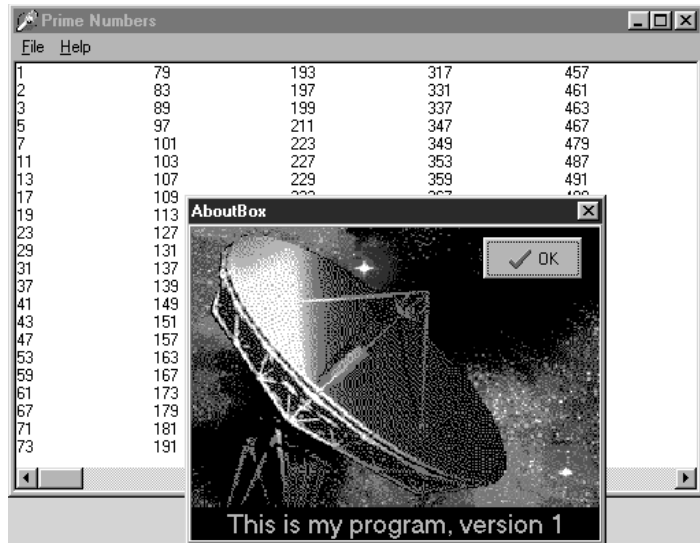 Prime Numbers
File Help
1 79 193 317 457
2 83 197 331 461
3 89 199 337 463
5 97 211 347 467
7 101 223 349 479
11 103 227 353 487
13 107 229 359 491
17 109
19 113
23 127
29 131
31 137
37 139
41 149
43 151
47 157
53 163
59 167
61 173
67 179
71 181
73 191
AboutBox
OK
This is my program, version 1